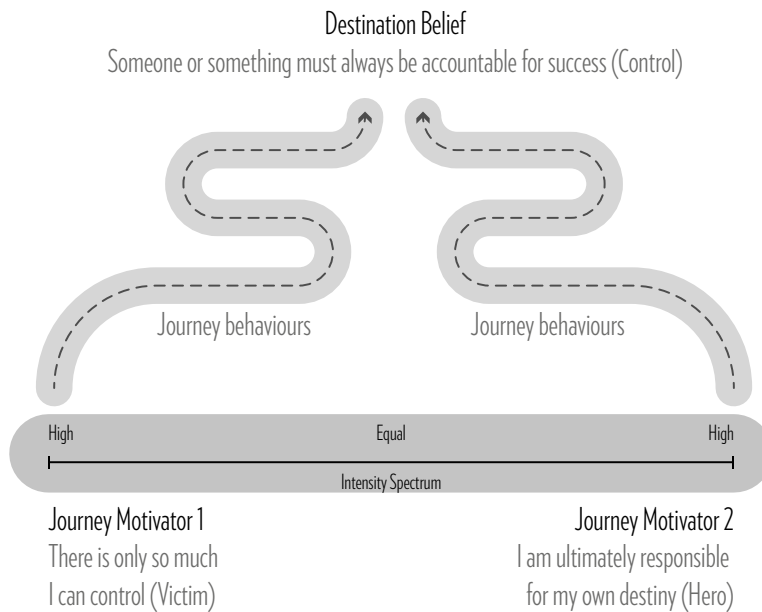 Destination Belief
Someone or something must always be accountable for success (Control)
Journey behaviours
Journey behaviours
High
Equal
High
Intensity Spectrum
Journey Motivator 1
There is only so much
I can control (Victim)
Journey Motivator 2
I am ultimately responsible
for my own destiny (Hero)